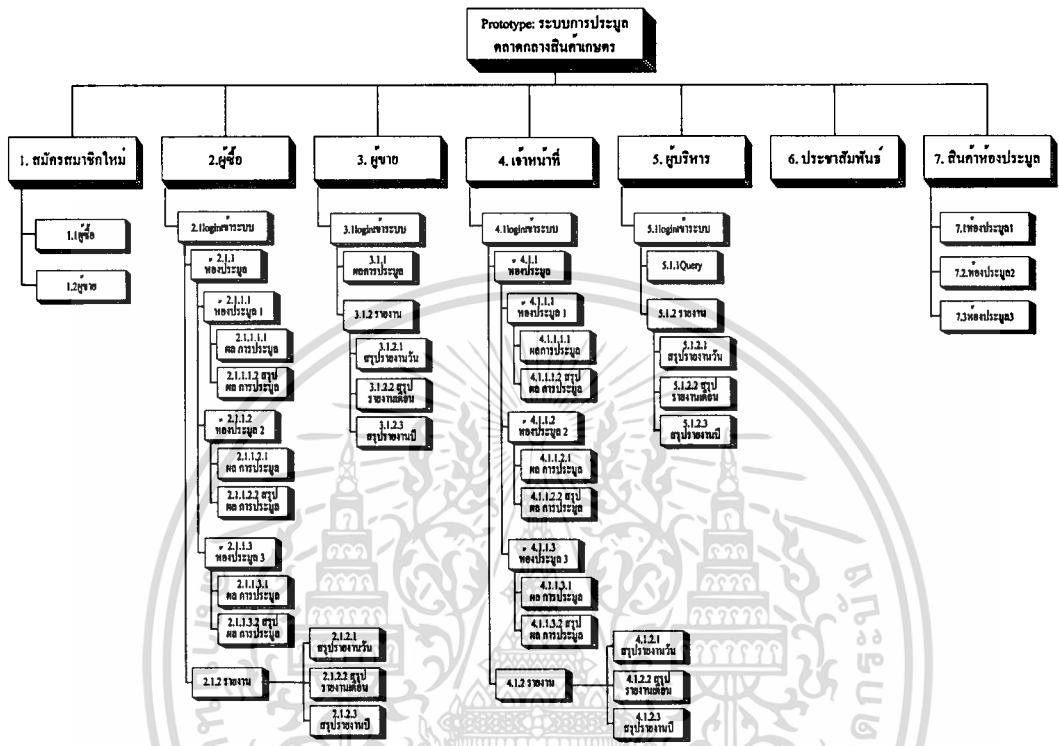 Prototype: ระบบการประมูล
ตลาดกลางสินค้าเกษตร
1. สมัครสมาชิกใหม่
2.ผู้ซื้อ
3. ผู้ขาย
4. เจ้าหน้าที่
5. ผู้บริหาร
6. ประชาสัมพันธ์
7. สินค้าห้องประมูล
1.1ผู้ซื้อ
1.2ผู้ขาย
2.1loginเข้าระบบ
2.1.1
ห้องประมูล
2.1.1.1
ห้องประมูล 1
2.1.1.1.1
ผล การประมูล
2.1.1.1.2 สรุป
ผล การประมูล
2.1.1.2
ห้องประมูล 2
2.1.1.2.1
ผล การประมูล
2.1.1.2.2 สรุป
ผล การประมูล
2.1.1.3
ห้องประมูล 3
2.1.1.3.1
ผล การประมูล
2.1.1.3.2 สรุป
ผล การประมูล
2.1.2 รายงาน
2.1.2.1
สรุปรายงานวัน
2.1.2.2 สรุป
รายงานเดือน
2.1.2.3
สรุปรายงานปี
3.1loginเข้าระบบ
3.1.1
ผลการประมูล
3.1.2 รายงาน
3.1.2.1
สรุปรายงานวัน
3.1.2.2 สรุป
รายงานเดือน
3.1.2.3
สรุปรายงานปี
4.1loginเข้าระบบ
4.1.1
ห้องประมูล
4.1.1.1
ห้องประมูล 1
4.1.1.1.1
ผลการประมูล
4.1.1.1.2 สรุป
ผล การประมูล
4.1.1.2
ห้องประมูล 2
4.1.1.2.1
ผล การประมูล
4.1.1.2.2 สรุป
ผล การประมูล
4.1.1.3
ห้องประมูล 3
4.1.1.3.1
ผล การประมูล
4.1.1.3.2 สรุป
ผล การประมูล
4.1.2 รายงาน
4.1.2.1
สรุปรายงานวัน
4.1.2.2 สรุป
รายงานเดือน
4.1.2.3
สรุปรายงานปี
5.1loginเข้าระบบ
5.1.1Query
5.1.2 รายงาน
5.1.2.1
สรุปรายงานวัน
5.1.2.2 สรุป
รายงานเดือน
5.1.2.3
สรุปรายงานปี
7.1ห้องประมูล1
7.2.ห้องประมูล2
7.3ห้องประมูล3